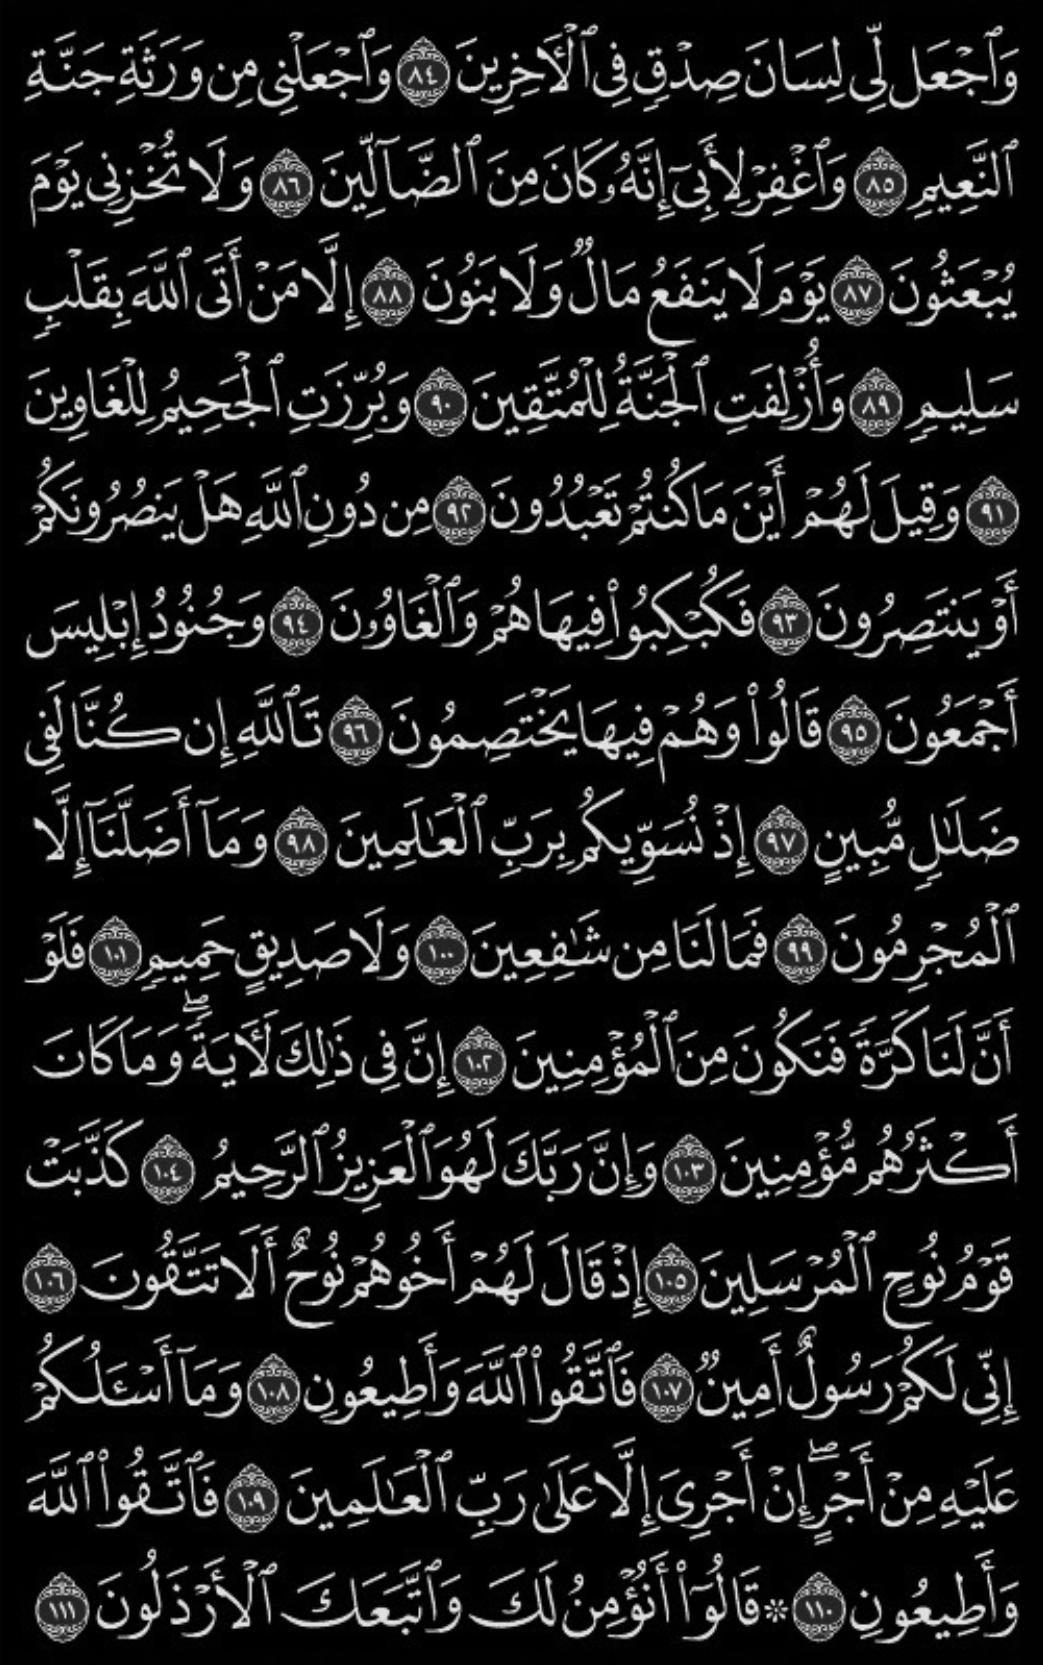 وَٱجْعَل لِّى لِسَانَ صِدْقٍ فِى ٱلْأَخِرِينَ ٨٤ وَٱجْعَلْنِى مِن وَرَثَةِ جَنَّةِ
ٱلنَّعِيمِ ٨٥ وَٱغْفِرْ لِأَبِىٓ إِنَّهُۥ كَانَ مِنَ ٱلضَّآلِّينَ ٨٦ وَلَا تُخْزِنِى يَوْمَ
يُبْعَثُونَ ٨٧ يَوْمَ لَا يَنفَعُ مَالٌ وَلَا بَنُونَ ٨٨ إِلَّا مَنْ أَتَى ٱللَّهَ بِقَلْبٍ
سَلِيمٍ ٨٩ وَأُزْلِفَتِ ٱلْجَنَّةُ لِلْمُتَّقِينَ ٩٠ وَبُرِّزَتِ ٱلْجَحِيمُ لِلْغَاوِينَ
٩١ وَقِيلَ لَهُمْ أَيْنَ مَا كُنتُمْ تَعْبُدُونَ ٩٢ مِن دُونِ ٱللَّهِ هَلْ يَنصُرُونَكُمْ
أَوْ يَنتَصِرُونَ ٩٣ فَكُبْكِبُوا۟ فِيهَا هُمْ وَٱلْغَاوُۥنَ ٩٤ وَجُنُودُ إِبْلِيسَ
أَجْمَعُونَ ٩٥ قَالُوا۟ وَهُمْ فِيهَا يَخْتَصِمُونَ ٩٦ تَٱللَّهِ إِن كُنَّا لَفِى
ضَلَٰلٍ مُّبِينٍ ٩٧ إِذْ نُسَوِّيكُم بِرَبِّ ٱلْعَٰلَمِينَ ٩٨ وَمَآ أَضَلَّنَآ إِلَّا
ٱلْمُجْرِمُونَ ٩٩ فَمَا لَنَا مِن شَٰفِعِينَ ١٠٠ وَلَا صَدِيقٍ حَمِيمٍ ١٠١ فَلَوْ
أَنَّ لَنَا كَرَّةً فَنَكُونَ مِنَ ٱلْمُؤْمِنِينَ ١٠٢ إِنَّ فِى ذَٰلِكَ لَأَيَةً ۖ وَمَا كَانَ
أَكْثَرُهُم مُّؤْمِنِينَ ١٠٣ وَإِنَّ رَبَّكَ لَهُوَ ٱلْعَزِيزُ ٱلرَّحِيمُ ١٠٤ كَذَّبَتْ
قَوْمُ نُوحٍ ٱلْمُرْسَلِينَ ١٠٥ إِذْ قَالَ لَهُمْ أَخُوهُمْ نُوحٌ أَلَا تَتَّقُونَ ١٠٦
إِنِّى لَكُمْ رَسُولٌ أَمِينٌ ١٠٧ فَٱتَّقُوا۟ ٱللَّهَ وَأَطِيعُونِ ١٠٨ وَمَآ أَسْـَٔلُكُمْ
عَلَيْهِ مِنْ أَجْرٍ ۖ إِنْ أَجْرِىَ إِلَّا عَلَىٰ رَبِّ ٱلْعَٰلَمِينَ ١٠٩ فَٱتَّقُوا۟ ٱللَّهَ
وَأَطِيعُونِ ١١٠ ۞ قَالُوٓا۟ أَنُؤْمِنُ لَكَ وَٱتَّبَعَكَ ٱلْأَرْذَلُونَ ١١١